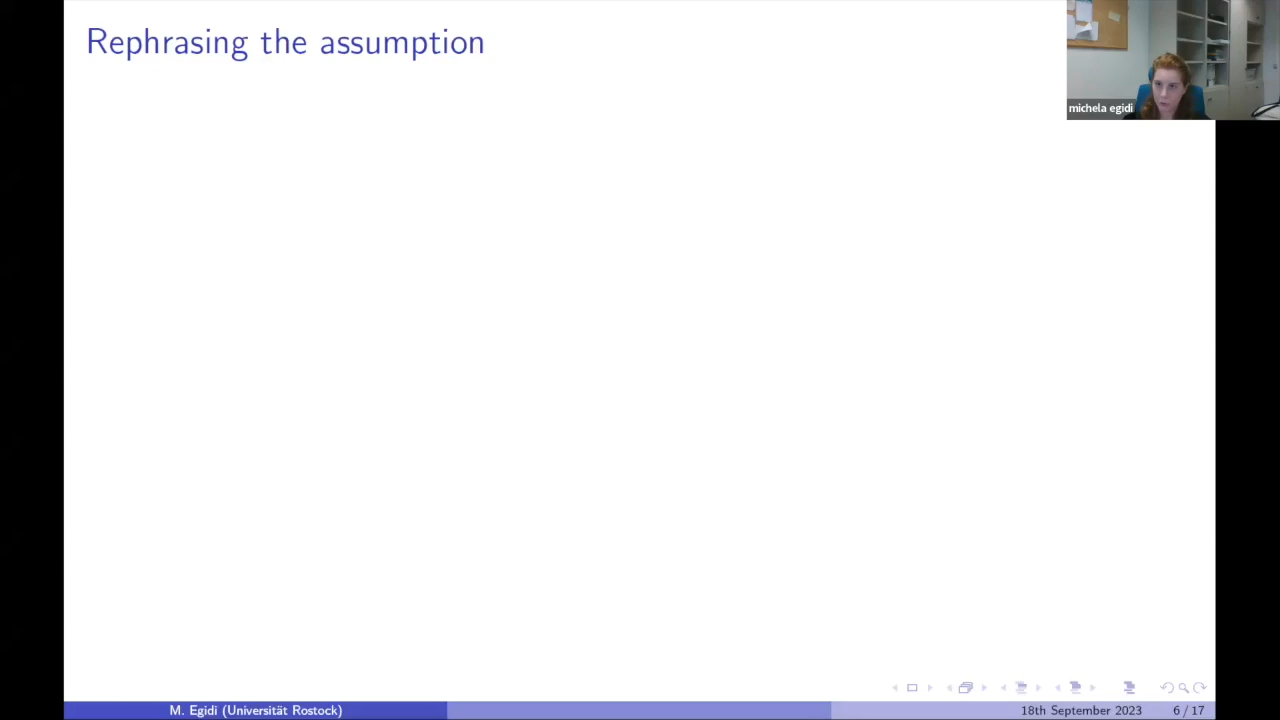 Rephrasing the assumption
michela egidi
M. Egidi (Universität Rostock)
18th September 2023
6 / 17